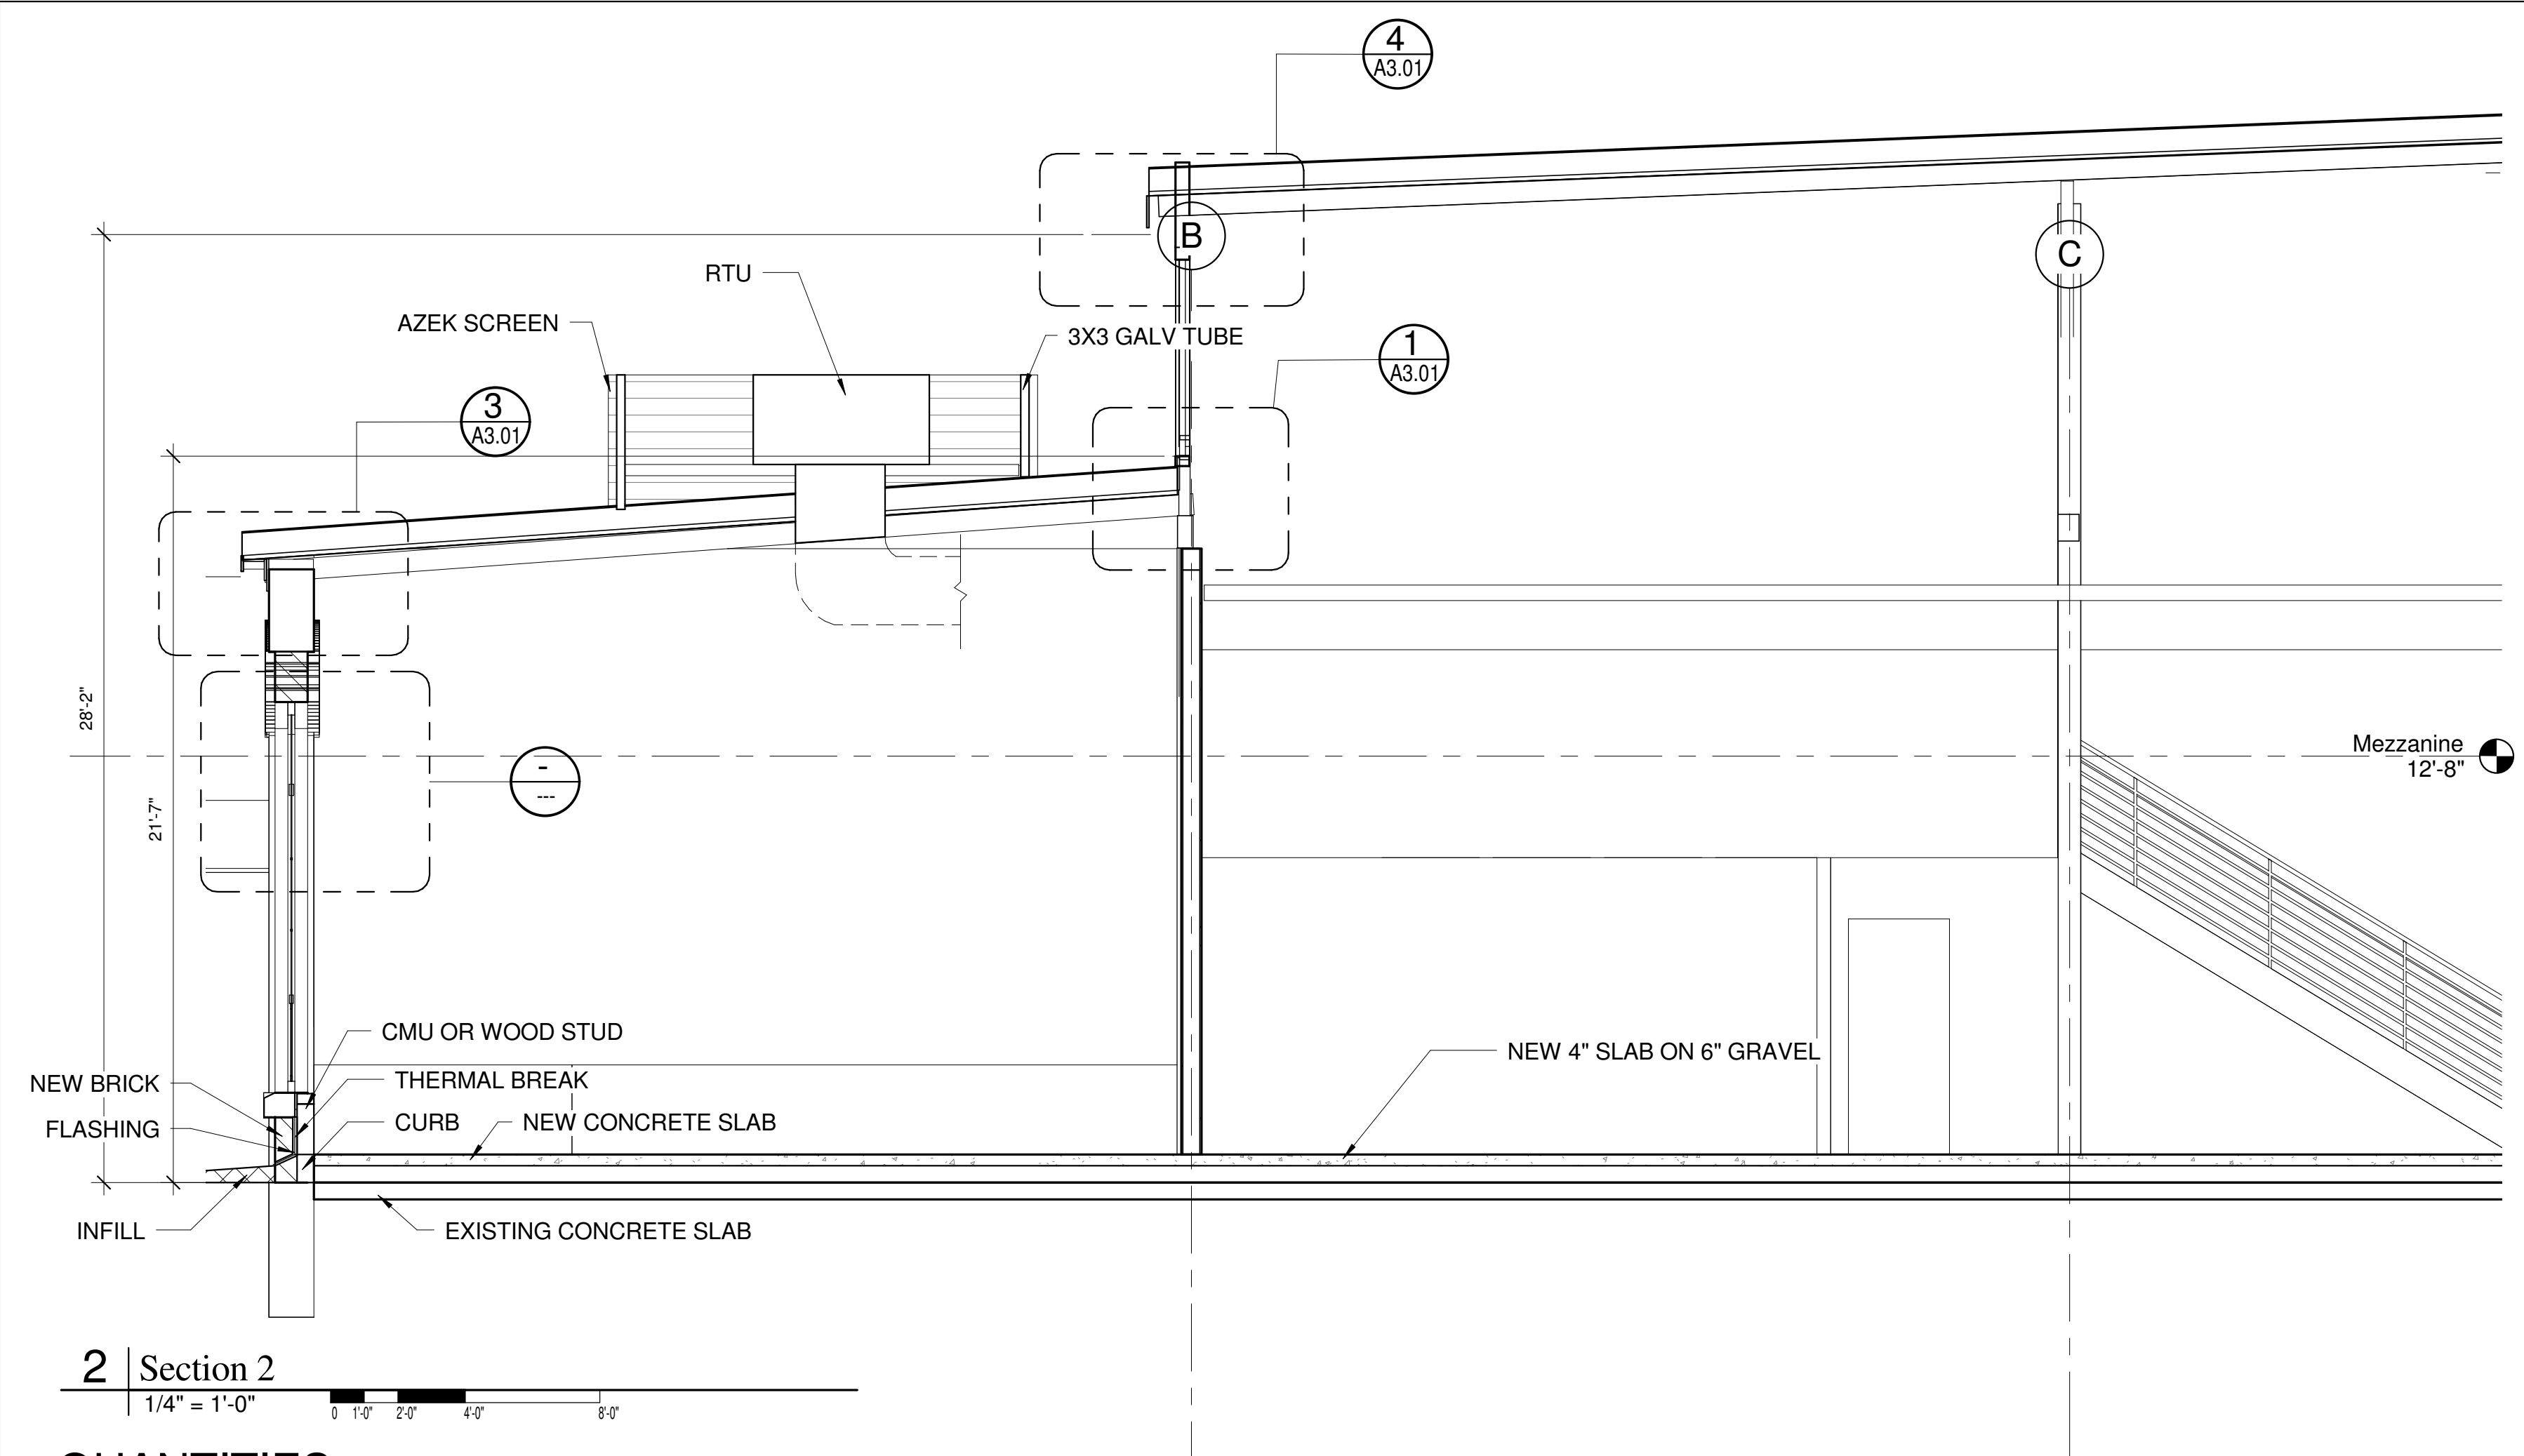 4
A3.01
B
C
RTU
AZEK SCREEN
3X3 GALV TUBE
1
A3.01
3
A3.01
28'-2"
Mezzanine
12'-8"
-
---
21'-7"
CMU OR WOOD STUD
NEW 4" SLAB ON 6" GRAVEL
NEW BRICK
THERMAL BREAK
FLASHING
CURB
NEW CONCRETE SLAB
INFILL
EXISTING CONCRETE SLAB
2 Section 2
1/4" = 1'-0"
0 1'-0" 2'-0" 4'-0" 8'-0"